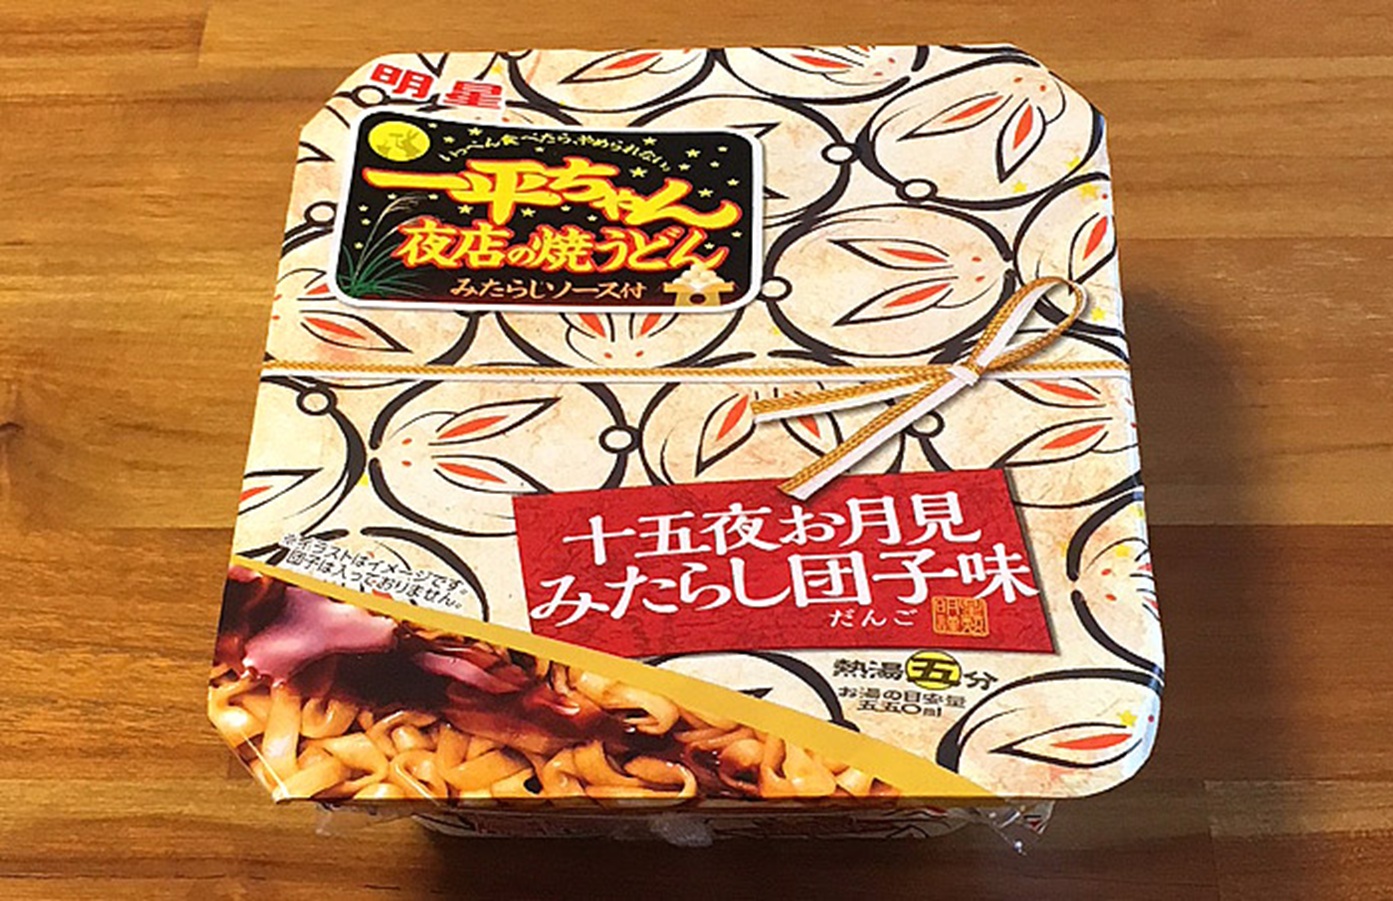 明星
いっぺん食べたら、やめられない。
一平ちゃん
夜店の焼うどん
みたらしソース付
十五夜お月見
みたらし団子味
だんご
※イラストはイメージです。
団子は入っておりません。
熱湯五分
お湯の目安量
五五〇ml